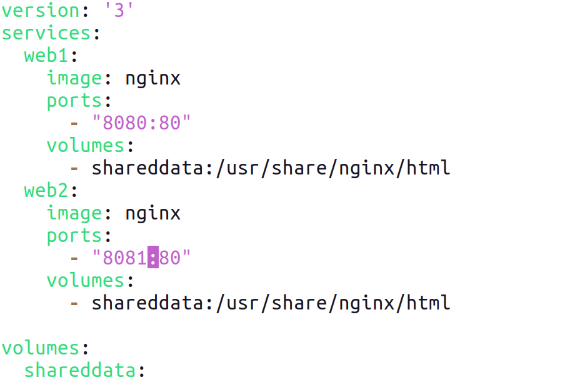 version: '3'
services:
  web1:
    image: nginx
    ports:
      - "8080:80"
    volumes:
      - shareddata:/usr/share/nginx/html
  web2:
    image: nginx
    ports:
      - "8081:80"
    volumes:
      - shareddata:/usr/share/nginx/html

volumes:
  shareddata: